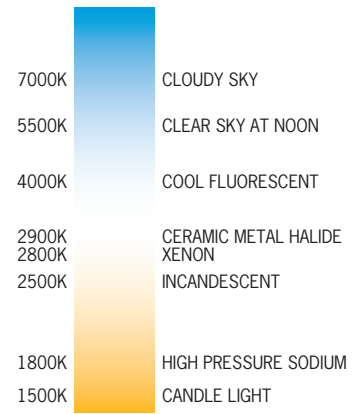 7000K CLOUDY SKY
5500K CLEAR SKY AT NOON
4000K COOL FLUORESCENT
2900K CERAMIC METAL HALIDE
2800K XENON
2500K INCANDESCENT
1800K HIGH PRESSURE SODIUM
1500K CANDLE LIGHT